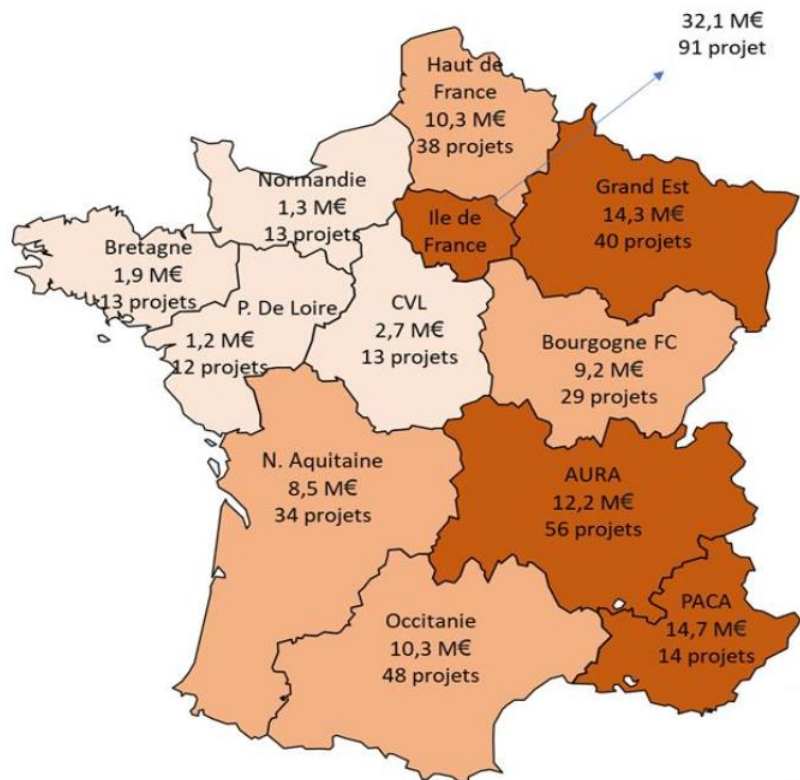 32,1 M€
91 projet
Haut de
France
10,3 M€
38 projets
Grand Est
14,3 M€
40 projets
Normandie
1,3 M€
13 projets
Ile de
France
Bretagne
1,9 M€
13 projets
P. De Loire
1,2 M€
12 projets
CVL
2,7 M€
13 projets
Bourgogne FC
9,2 M€
29 projets
N. Aquitaine
8,5 M€
34 projets
AURA
12,2 M€
56 projets
Occitanie
10,3 M€
48 projets
PACA
14,7 M€
14 projets